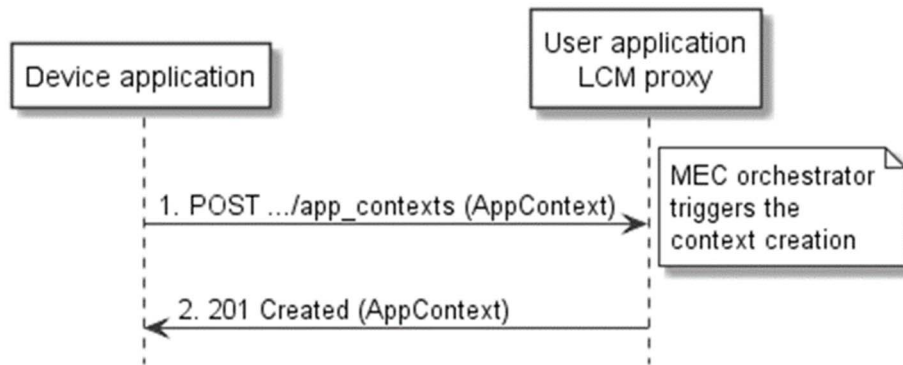 Device application
User application
LCM proxy
1. POST .../app_contexts (AppContext)
MEC orchestrator
triggers the
context creation
2. 201 Created (AppContext)